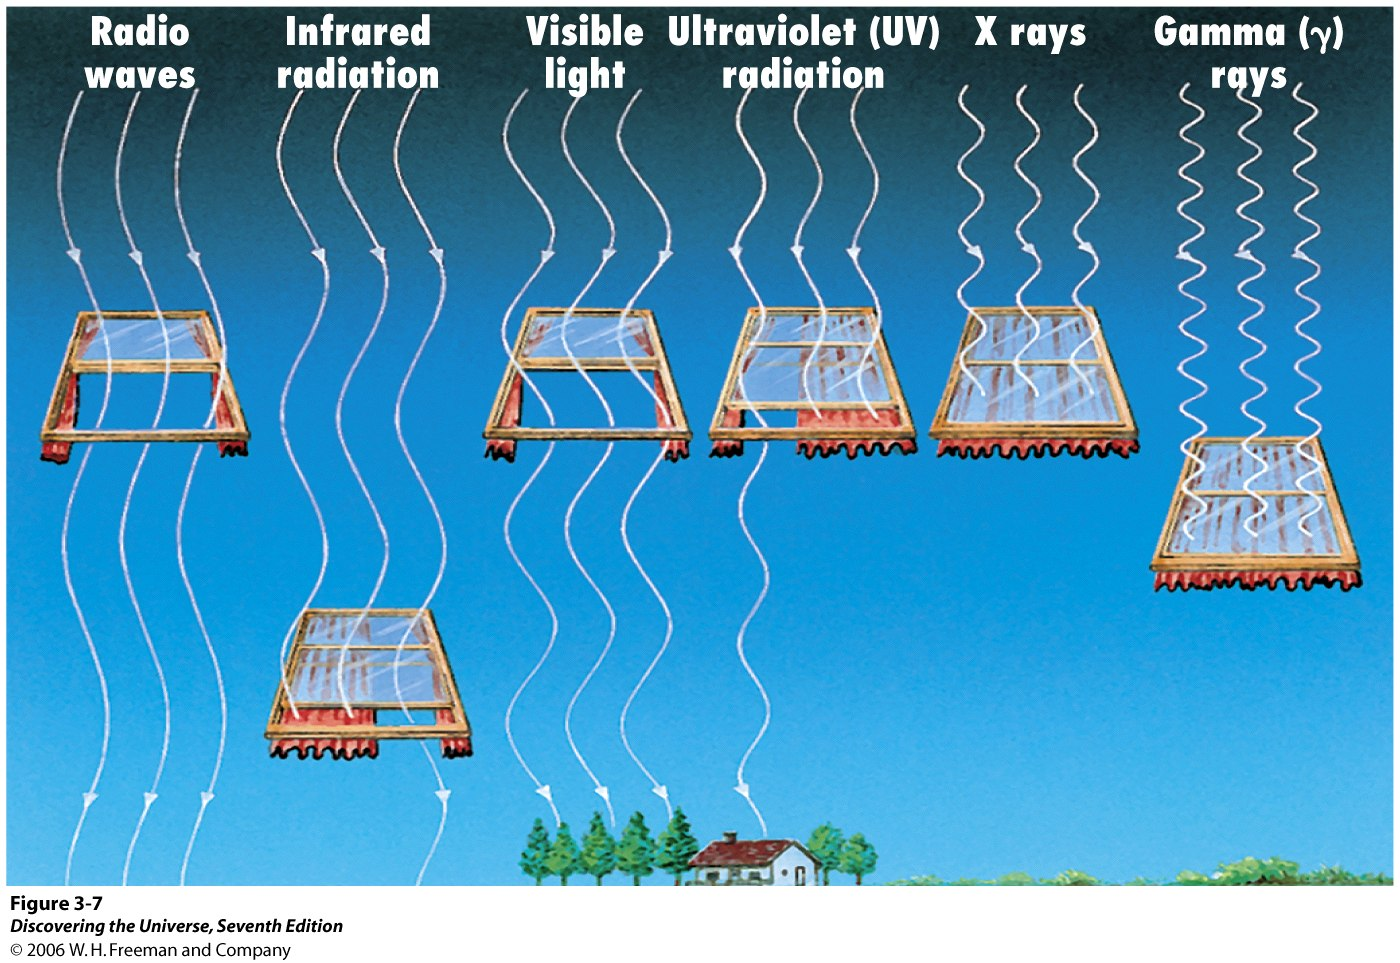 Radio
waves
Infrared
radiation
Visible
light
Ultraviolet (UV)
radiation
X rays
Gamma (γ)
rays
Figure 3-7
Discovering the Universe, Seventh Edition
© 2006 W. H. Freeman and Company